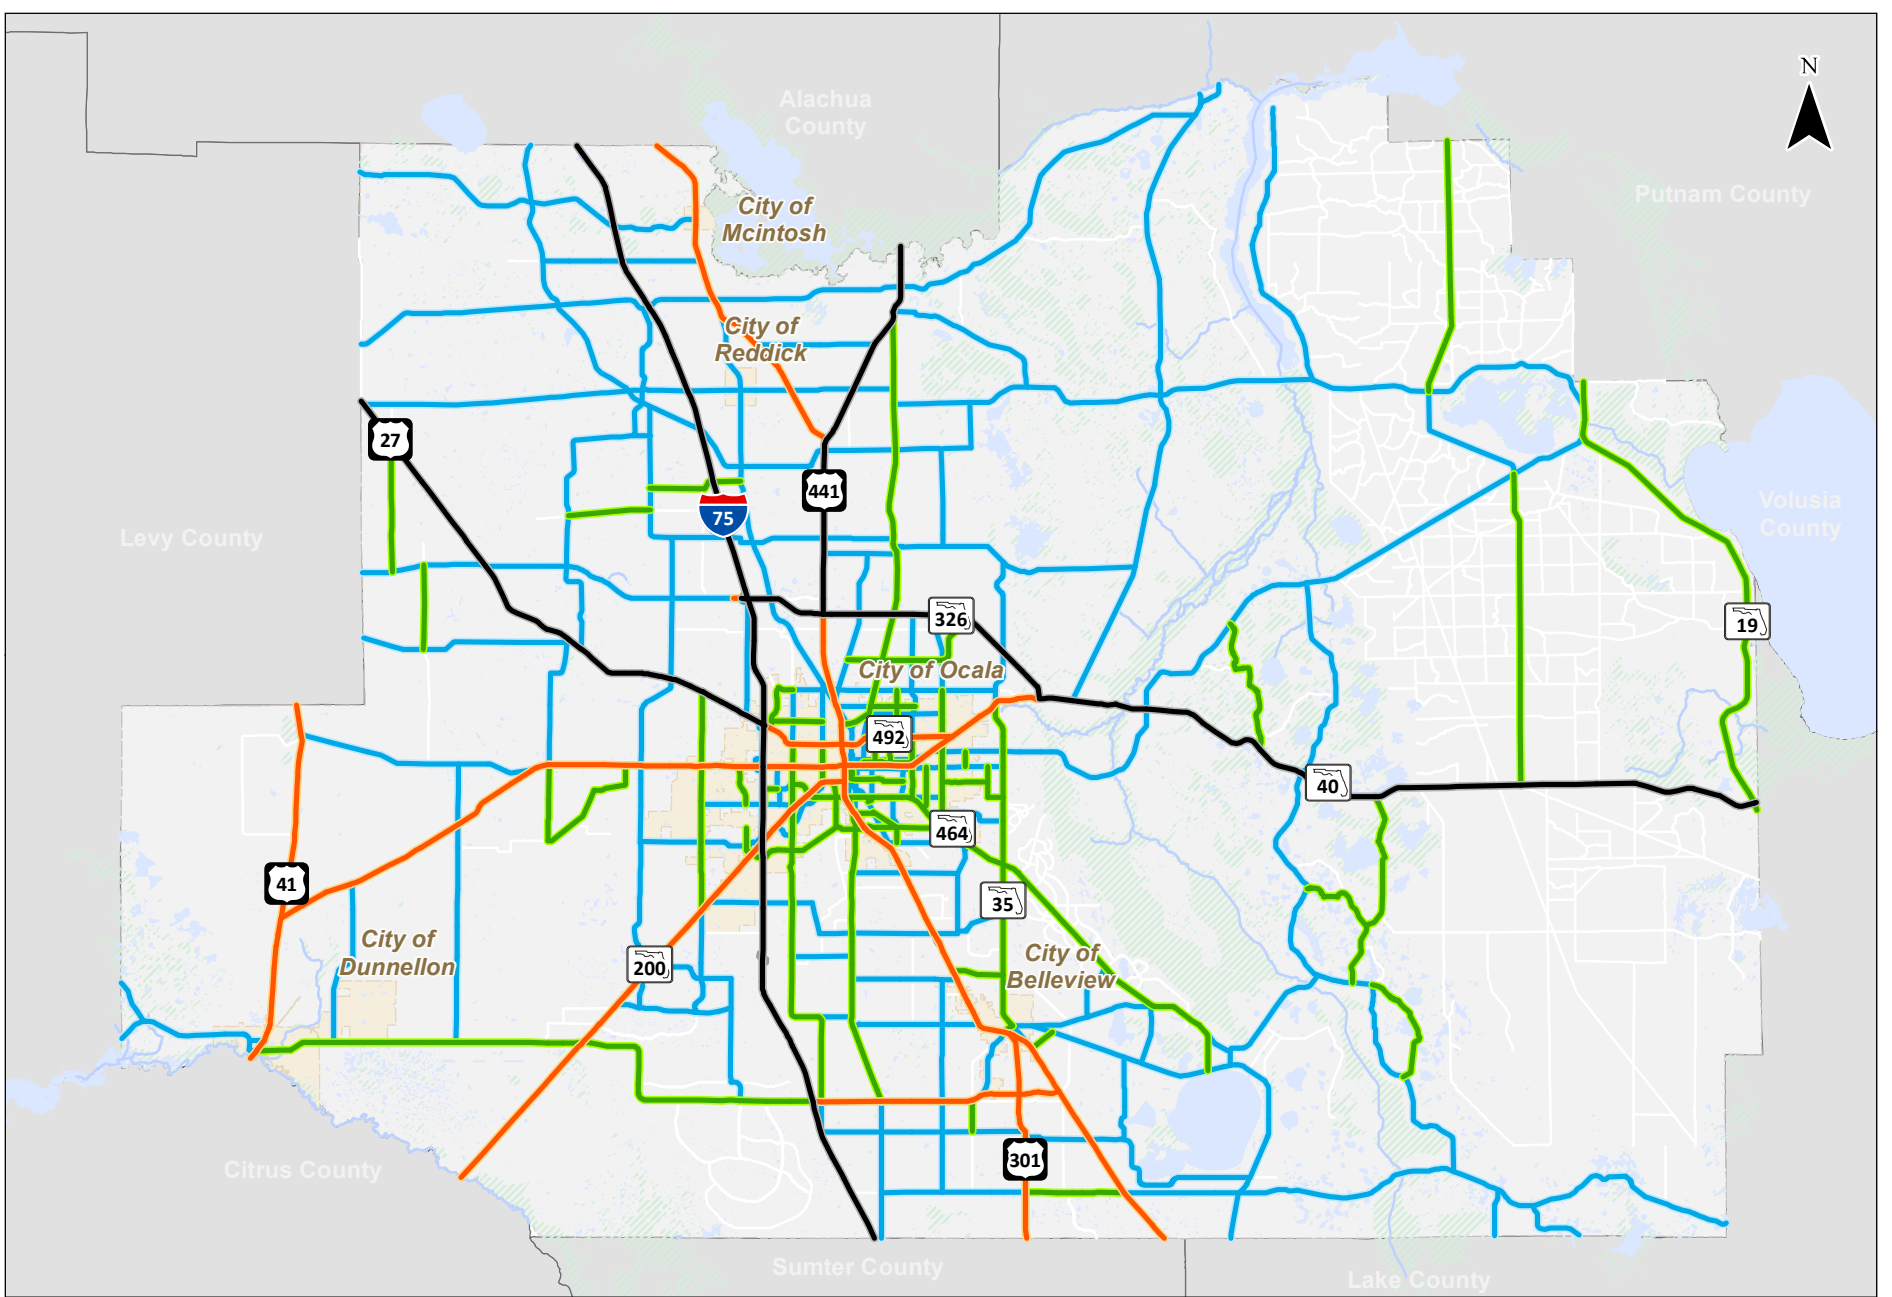 N
Alachua
County
Putnam County
City of
Mcintosh
City of
Reddick
27
441
75
Volusia
County
Levy County
326
19
City of Ocala
492
40
464
41
35
City of
Dunnellon
200
City of
Belleview
301
Citrus County
Sumter County
Lake County